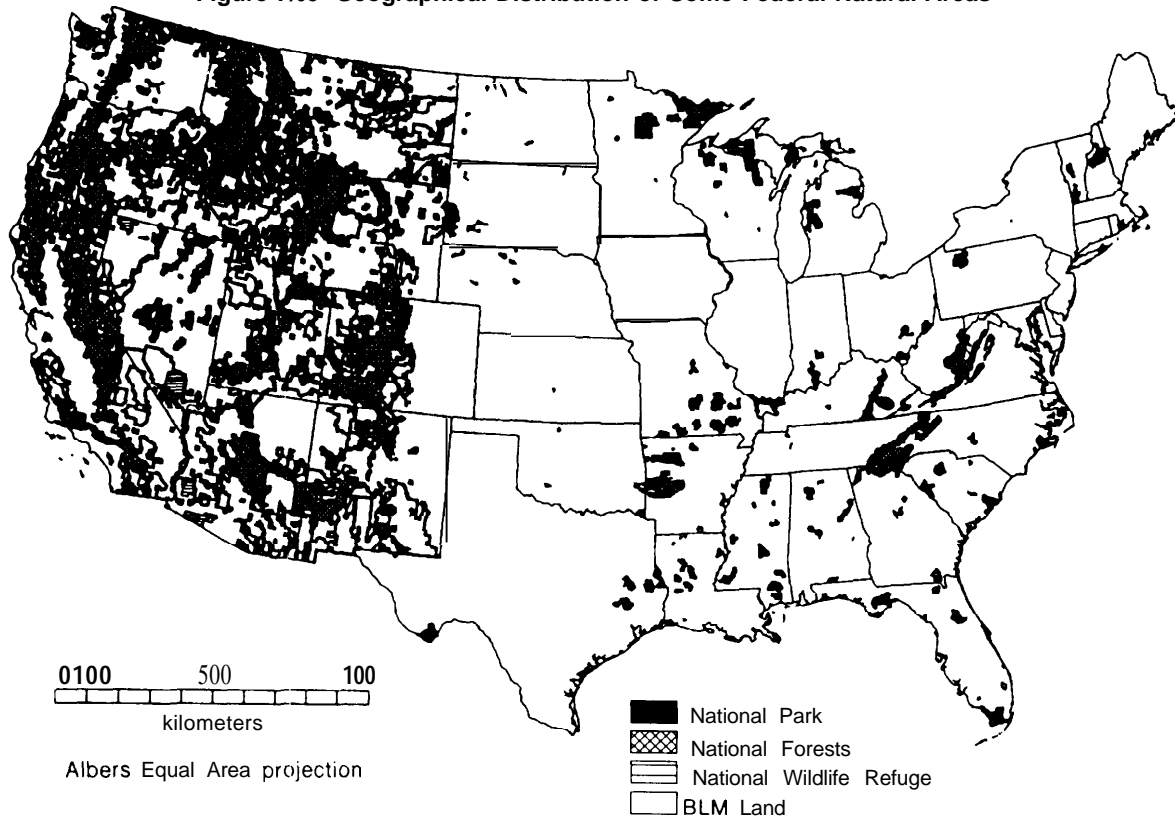 Figure Geographical Distribution of Some Federal Natural Areas
0100 500 100
kilometers
Albers Equal Area projection
National Park
National Forests
National Wildlife Refuge
BLM Land